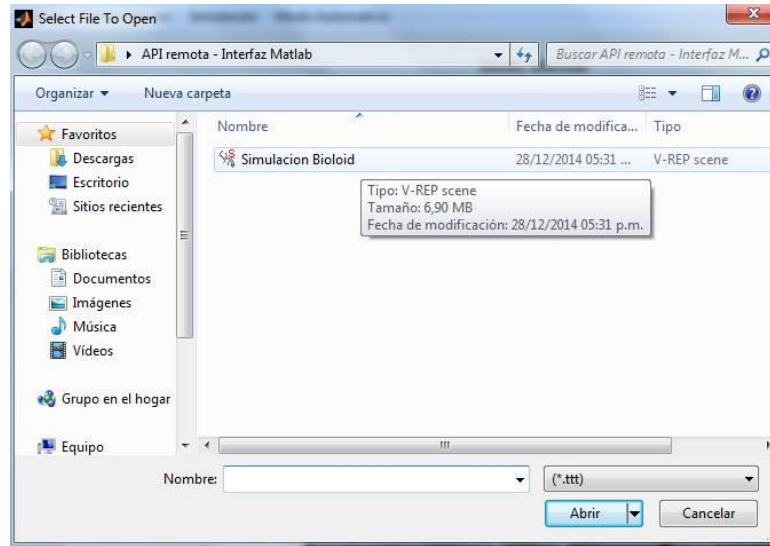 Select File To Open
API remota - Interfaz Matlab
Buscar API remota - Interfaz M...
Organizar
Nueva carpeta
Favoritos
Descargas
Escritorio
Sitios recientes
Bibliotecas
Documentos
Imágenes
Música
Vídeos
Grupo en el hogar
Equipo
Nombre
Fecha de modifica...
Tipo
Simulacion Bioloid
28/12/2014 05:31 ...
V-REP scene
Tipo: V-REP scene
Tamaño: 6,90 MB
Fecha de modificación: 28/12/2014 05:31 p.m.
Nombre:
(*.ttt)
Abrir
Cancelar